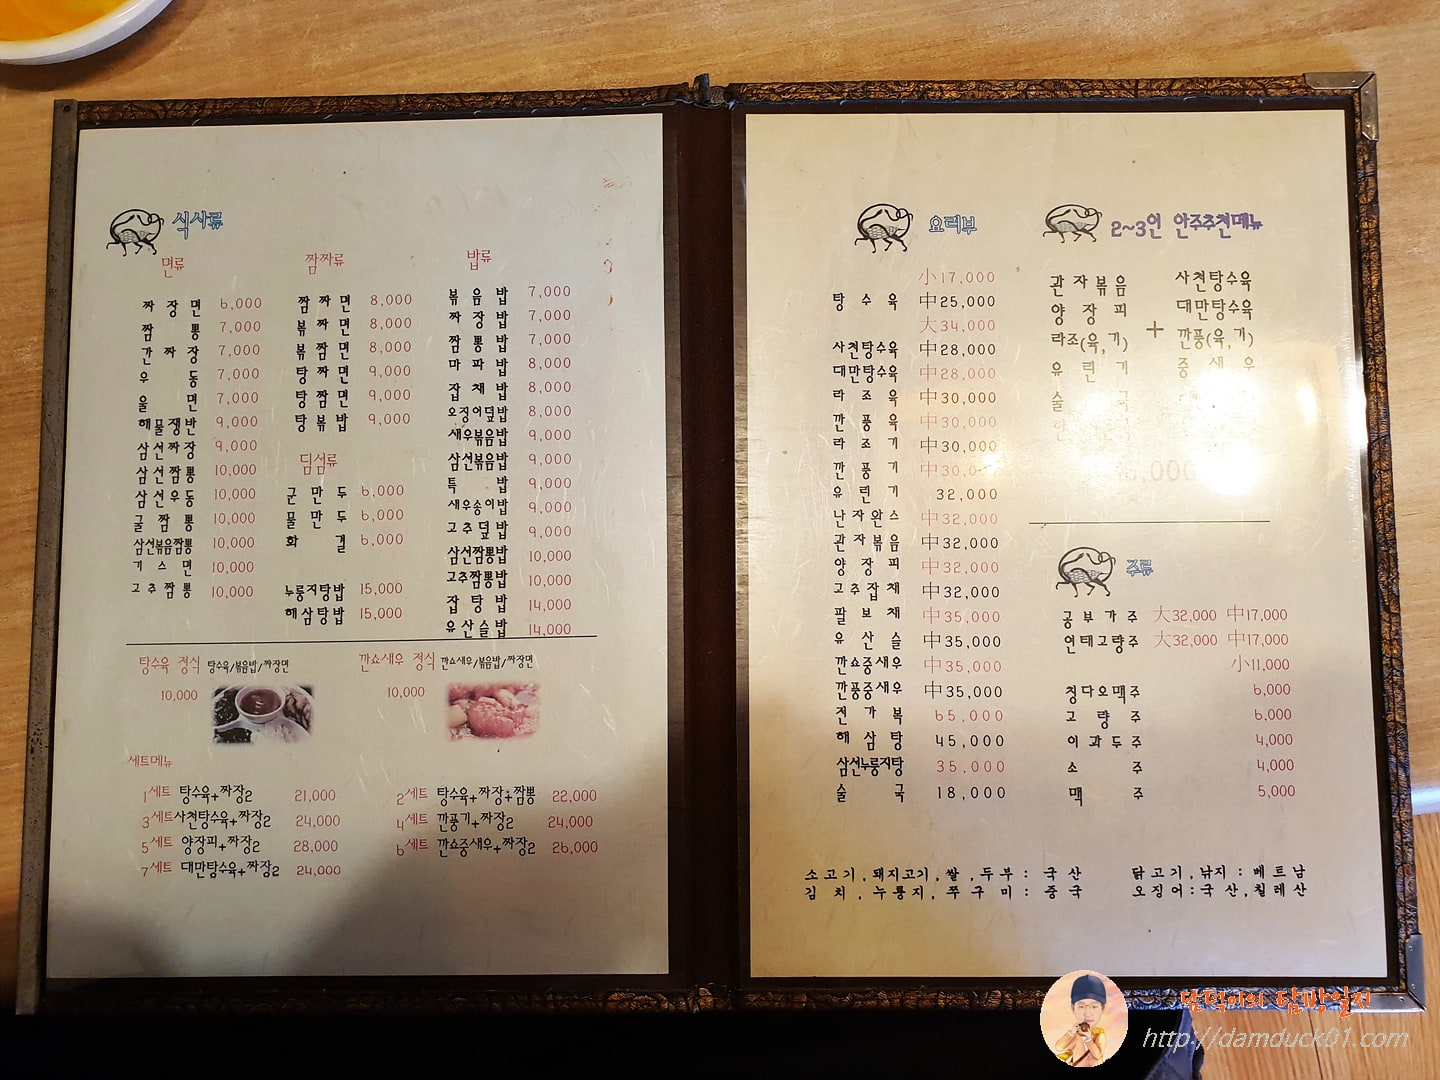 식사류
면류
짜장면 6,000
짬뽕 7,000
간짜장 7,000
우동 7,000
울면 7,000
해물쟁반 9,000
삼선짜장 9,000
삼선짬뽕 10,000
삼선우동 10,000
굴짬뽕 10,000
삼선볶음짬뽕 10,000
기스면 10,000
고추짬뽕 10,000
짬짜류
짬짜면 8,000
볶짜면 8,000
볶짬면 8,000
탕짜면 9,000
탕짬면 9,000
탕볶밥 9,000
딤섬류
군만두 6,000
물만두 6,000
화걸 6,000
누룽지탕밥 15,000
해삼탕밥 15,000
밥류
볶음밥 7,000
짜장밥 7,000
짬뽕밥 7,000
마파밥 8,000
잡채밥 8,000
오징어덮밥 8,000
새우볶음밥 9,000
삼선볶음밥 9,000
특밥 9,000
새우송이밥 9,000
고추덮밥 9,000
삼선짬뽕밥 10,000
고추짬뽕밥 10,000
잡탕밥 14,000
유산슬밥 14,000
탕수육 정식 탕수육/볶음밥/짜장면
10,000
깐쇼새우 정식 깐쇼새우/볶음밥/짜장면
10,000
세트메뉴
1세트 탕수육+짜장2 21,000
2세트 탕수육+짜장+짬뽕 22,000
3세트 사천탕수육+짜장2 24,000
4세트 깐풍기+짜장2 24,000
5세트 양장피+짜장2 28,000
6세트 깐쇼중새우+짜장2 26,000
7세트 대만탕수육+짜장2 24,000
요리부
小17,000
탕수육 中25,000
大34,000
사천탕수육 中28,000
대만탕수육 中28,000
라조육 中30,000
깐풍육 中30,000
라조기 中30,000
깐풍기 中30,000
유린기 32,000
난자완스 中32,000
관자볶음 中32,000
양장피 中32,000
고추잡채 中32,000
팔보채 中35,000
유산슬 中35,000
깐쇼중새우 中35,000
깐풍중새우 中35,000
전가복 65,000
해삼탕 45,000
삼선누룽지탕 35,000
술국 18,000
2~3인 안주추천메뉴
관자볶음 사천탕수육
양장피 대만탕수육
라조(육,기) + 깐풍(육,기)
유린기 중새우
술국
,000
주류
공부가주 大32,000 中17,000
연태고량주 大32,000 中17,000
小11,000
칭다오맥주 6,000
고량주 6,000
이과두주 4,000
소주 4,000
맥주 5,000
소고기,돼지고기,쌀,두부: 국산 닭고기,낙지:베트남
김치,누룽지,쭈구미: 중국 오징어:국산,칠레산
담덕이의 탐방일지
http://damduck01.com